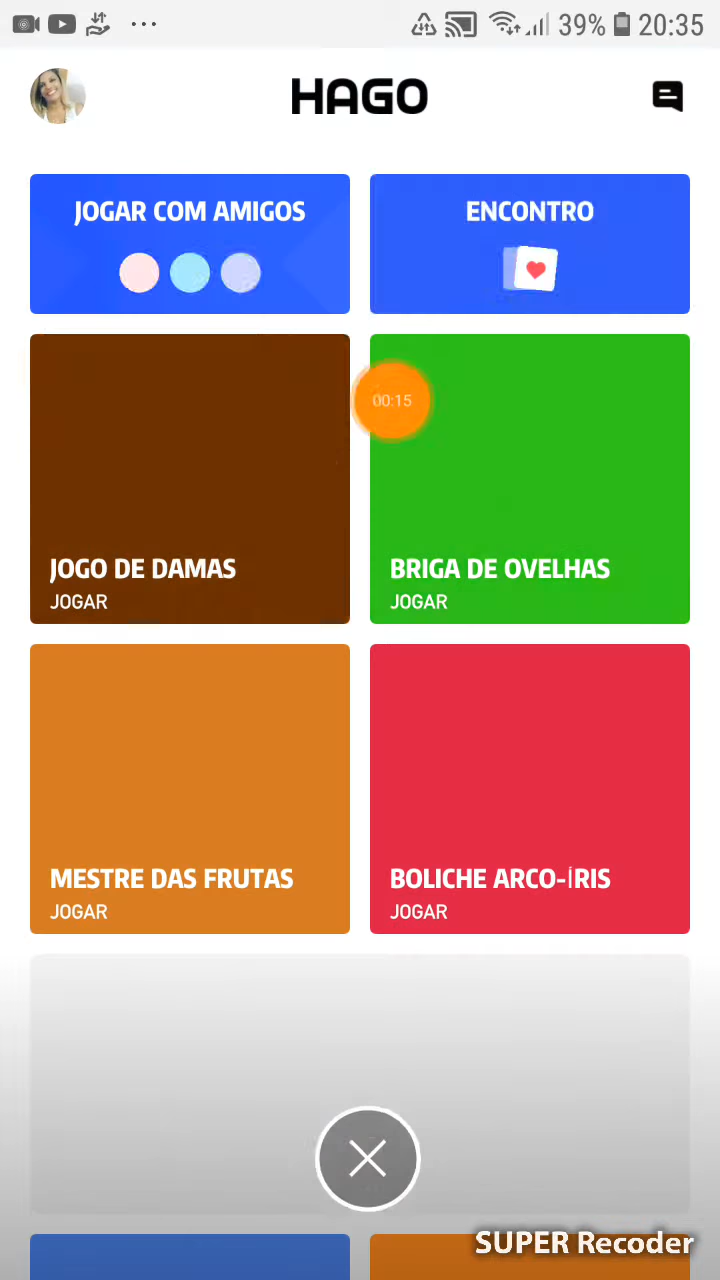 39% 20:35
HAGO
JOGAR COM AMIGOS
ENCONTRO
00:15
JOGO DE DAMAS
JOGAR
BRIGA DE OVELHAS
JOGAR
MESTRE DAS FRUTAS
JOGAR
BOLICHE ARCO-ÍRIS
JOGAR
SUPER Recoder